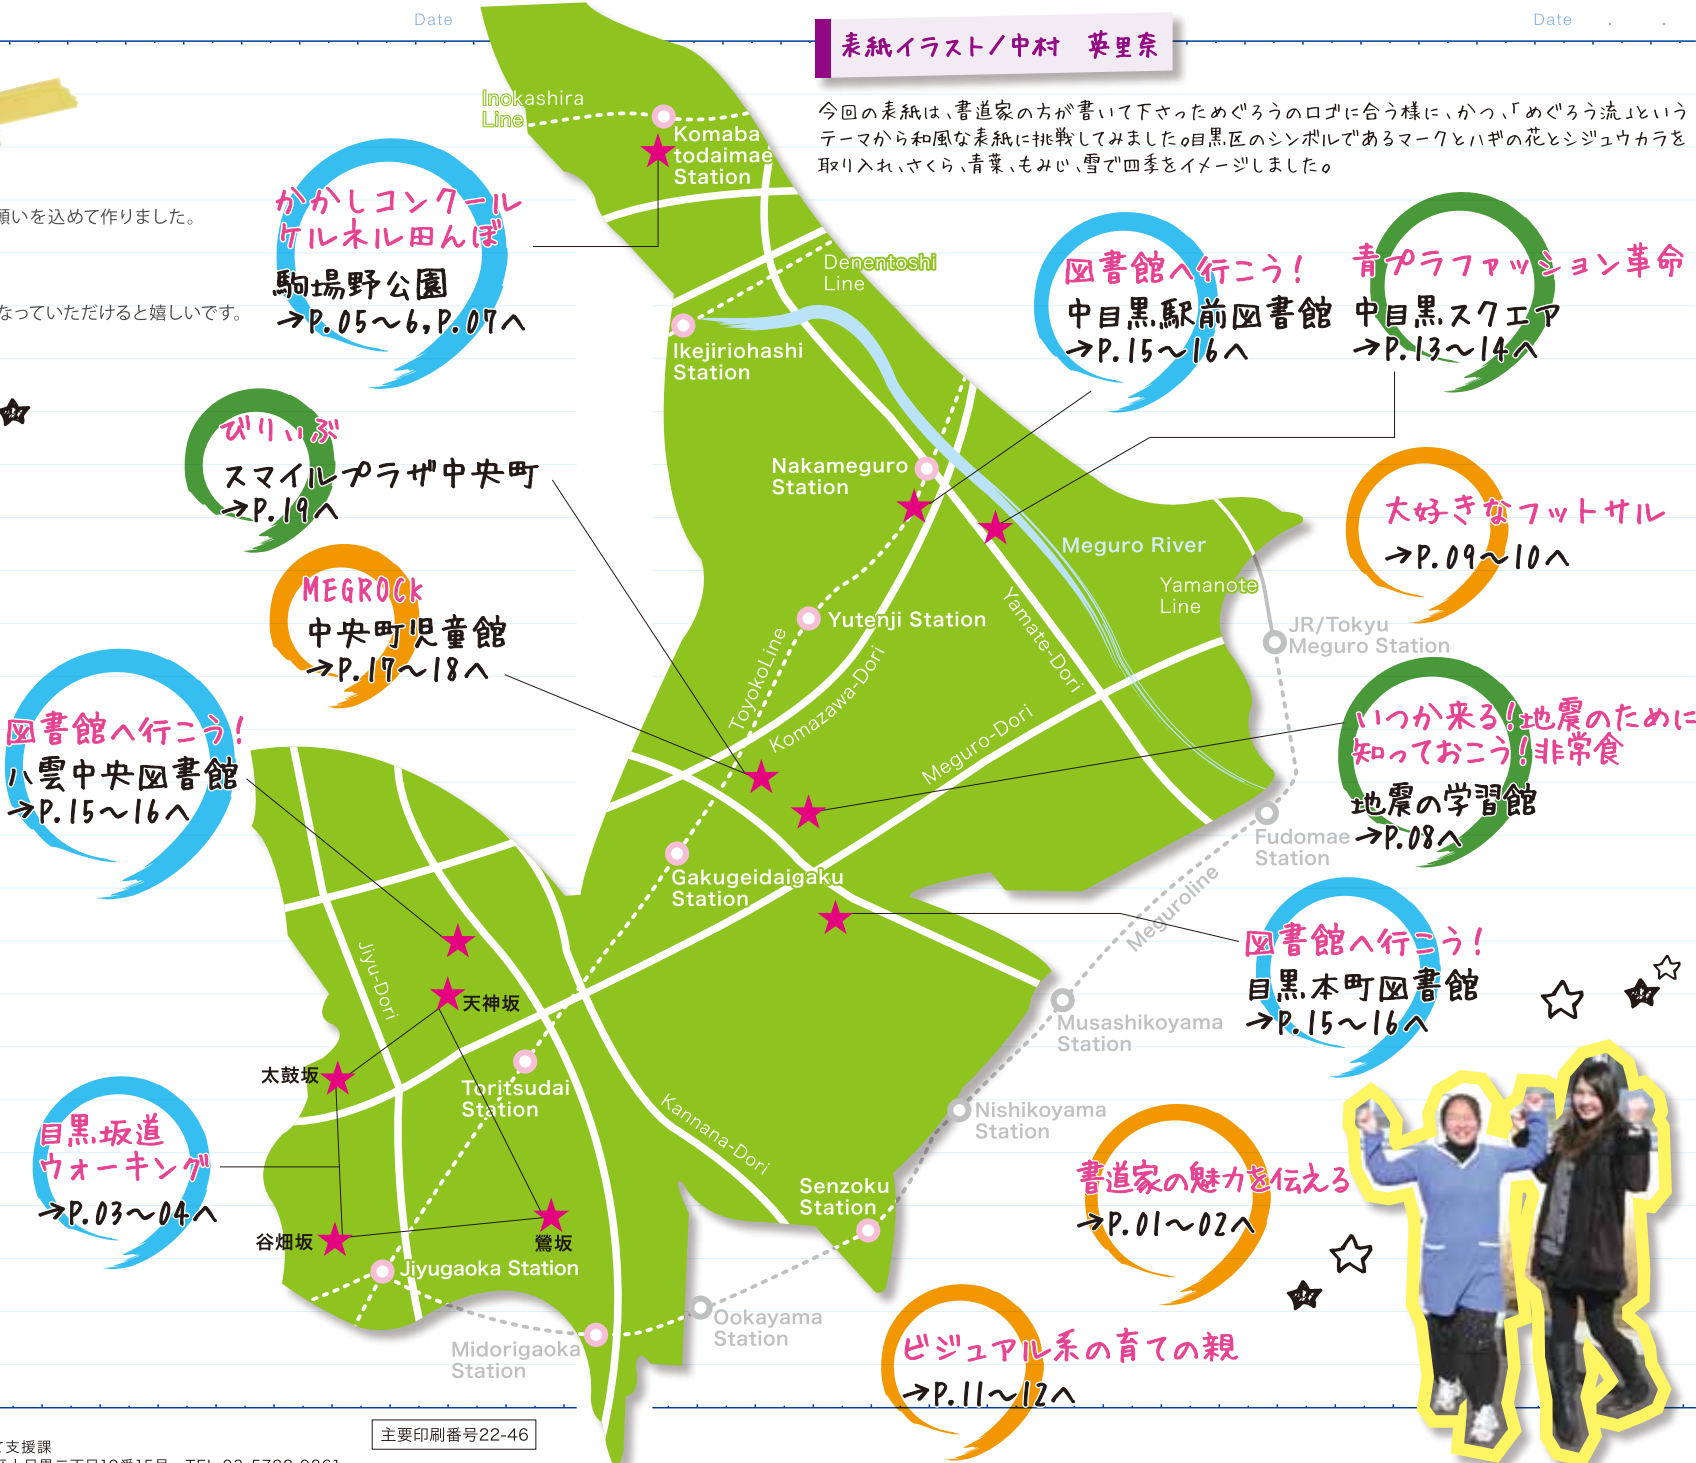 Date
Date . .
表紙イラスト/中村 英里奈
今回の表紙は、書道家の方が書いて下さっためぐろうのロゴに合う様に、かつ、「めぐろう流」という
テーマから和風な表紙に挑戦してみました。目黒区のシンボルであるマークとハギの花とシジュウカラを
取り入れ、さくら、青葉、もみじ、雪で四季をイメージしました。
願いを込めて作りました。
なっていただけると嬉しいです。
Inokashira
Line
Komaba
todaimae
Station
かかしコンクール
ケルネル田んぼ
駒場野公園
→P.05〜6,P.07へ
Denentoshi
Line
Ikejiriohashi
Station
図書館へ行こう!
中目黒駅前図書館
→P.15〜16へ
青プラファッション革命
中目黒スクエア
→P.13〜14へ
びりぃぶ
スマイルプラザ中央町
→P.19へ
Nakameguro
Station
Meguro River
Yamanote
Line
大好きなフットサル
→P.09〜10へ
MEGROCK
中央町児童館
→P.17〜18へ
Yutenji Station
ToyokoLine
Komazawa-Dori
Yamate-Dori
Meguro-Dori
JR/Tokyu
Meguro Station
図書館へ行こう!
八雲中央図書館
→P.15〜16へ
いつか来る!地震のために
知っておこう!非常食
地震の学習館
→P.08へ
Fudomae
Station
Gakugeidaigaku
Station
Meguroline
図書館へ行こう!
目黒本町図書館
→P.15〜16へ
Jiyu-Dori
天神坂
Musashikoyama
Station
太鼓坂
Toritsudai
Station
Kannana-Dori
Nishikoyama
Station
目黒坂道
ウォーキング
→P.03〜04へ
書道家の魅力を伝える
→P.01〜02へ
Senzoku
Station
谷畑坂
鶯坂
Jiyugaoka Station
Ookayama
Station
Midorigaoka
Station
ビジュアル系の育ての親
→P.11〜12へ
主要印刷番号22-46
て支援課